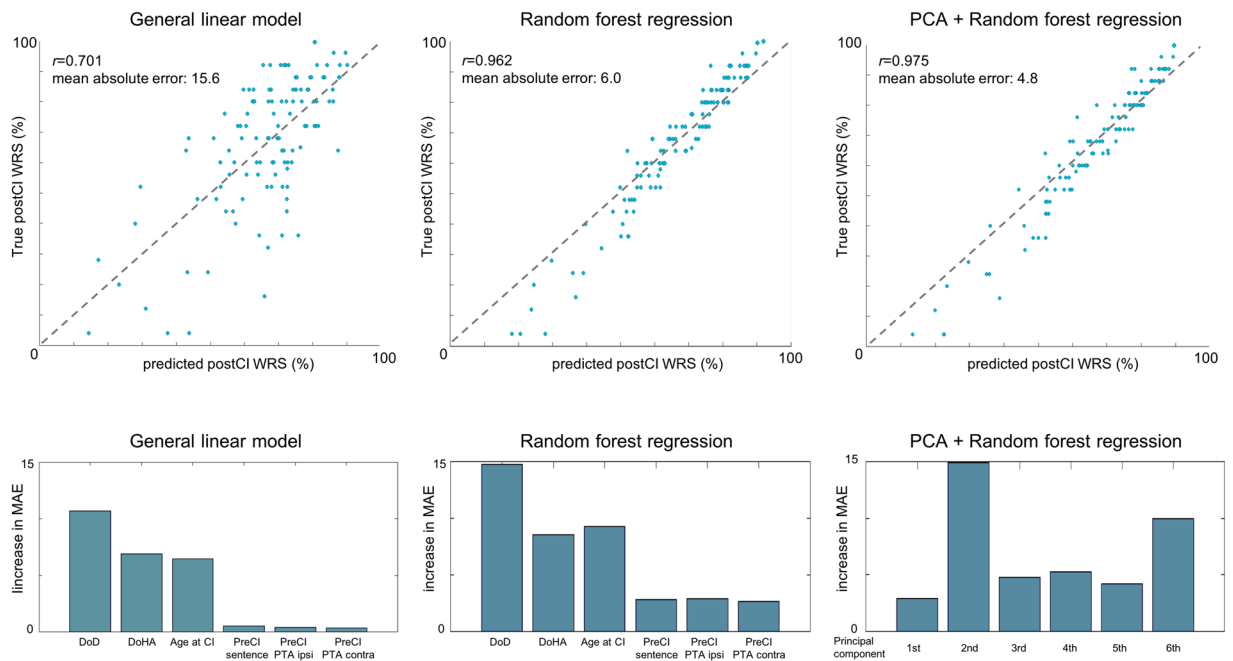 General linear model
Random forest regression
PCA + Random forest regression
100
r=0.701
mean absolute error: 15.6
True postCI WRS (%)
0
predicted postCI WRS (%)
100
100
r=0.962
mean absolute error: 6.0
True postCI WRS (%)
0
predicted postCI WRS (%)
100
100
r=0.975
mean absolute error: 4.8
True postCI WRS (%)
0
predicted postCI WRS (%)
100
General linear model
15
Iincrease in MAE
0
DoD
DoHA
Age at CI
PreCI
sentence
PreCI
PTA ipsi
PreCI
PTA contra
Random forest regression
15
increase in MAE
0
DoD
DoHA
Age at CI
PreCI
sentence
PreCI
PTA ipsi
PreCI
PTA contra
PCA + Random forest regression
15
increase in MAE
0
Principal
component
1st
2nd
3rd
4th
5th
6th